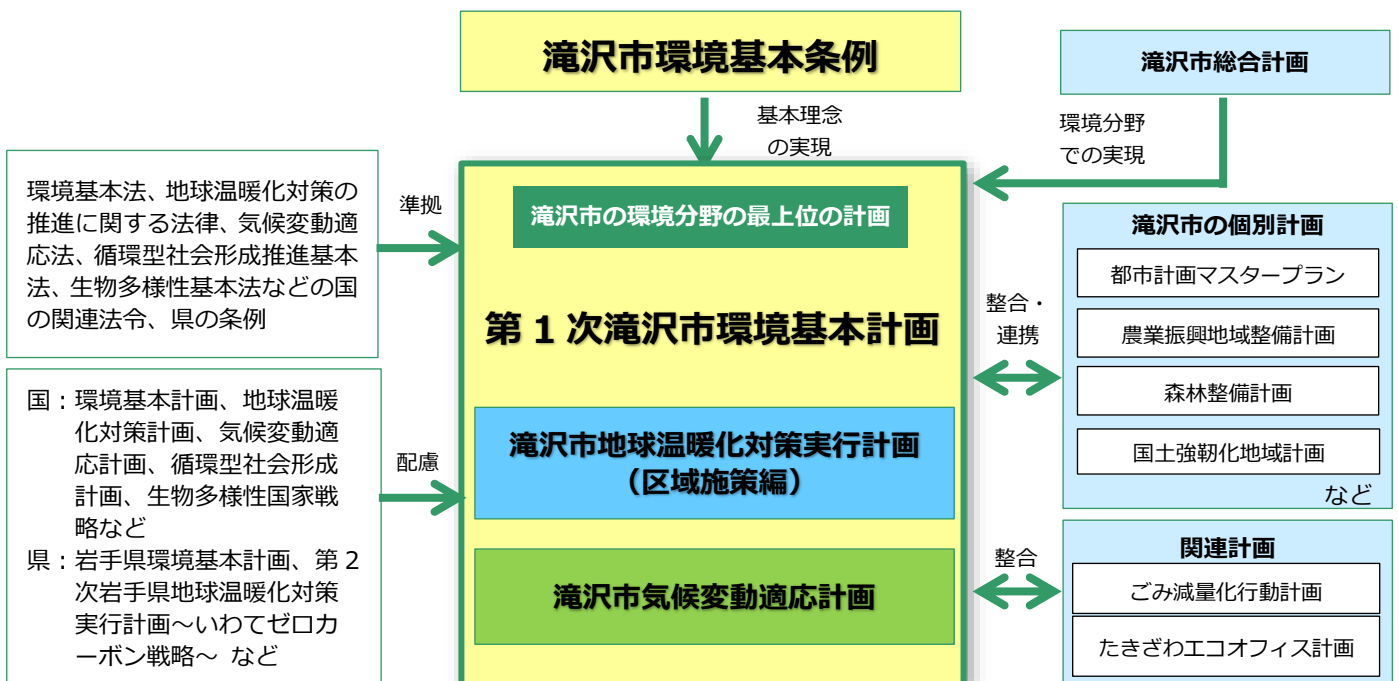 滝沢市環境基本条例
滝沢市総合計画
基本理念
の実現
環境分野
での実現
環境基本法、地球温暖化対策の
推進に関する法律、気候変動適
応法、循環型社会形成推進基本
法、生物多様性基本法などの国
の関連法令、県の条例
準拠
滝沢市の環境分野の最上位の計画
第1次滝沢市環境基本計画
整合・
連携
滝沢市の個別計画
都市計画マスタープラン
農業振興地域整備計画
森林整備計画
国土強靭化地域計画
など
国：環境基本計画、地球温暖
化対策計画、気候変動適
応計画、循環型社会形成
計画、生物多様性国家戦
略など
県：岩手県環境基本計画、第2
次岩手県地球温暖化対策
実行計画～いわてゼロカ
ーボン戦略～ など
配慮
滝沢市地球温暖化対策実行計画
（区域施策編）
滝沢市気候変動適応計画
整合
関連計画
ごみ減量化行動計画
たきざわエコオフィス計画